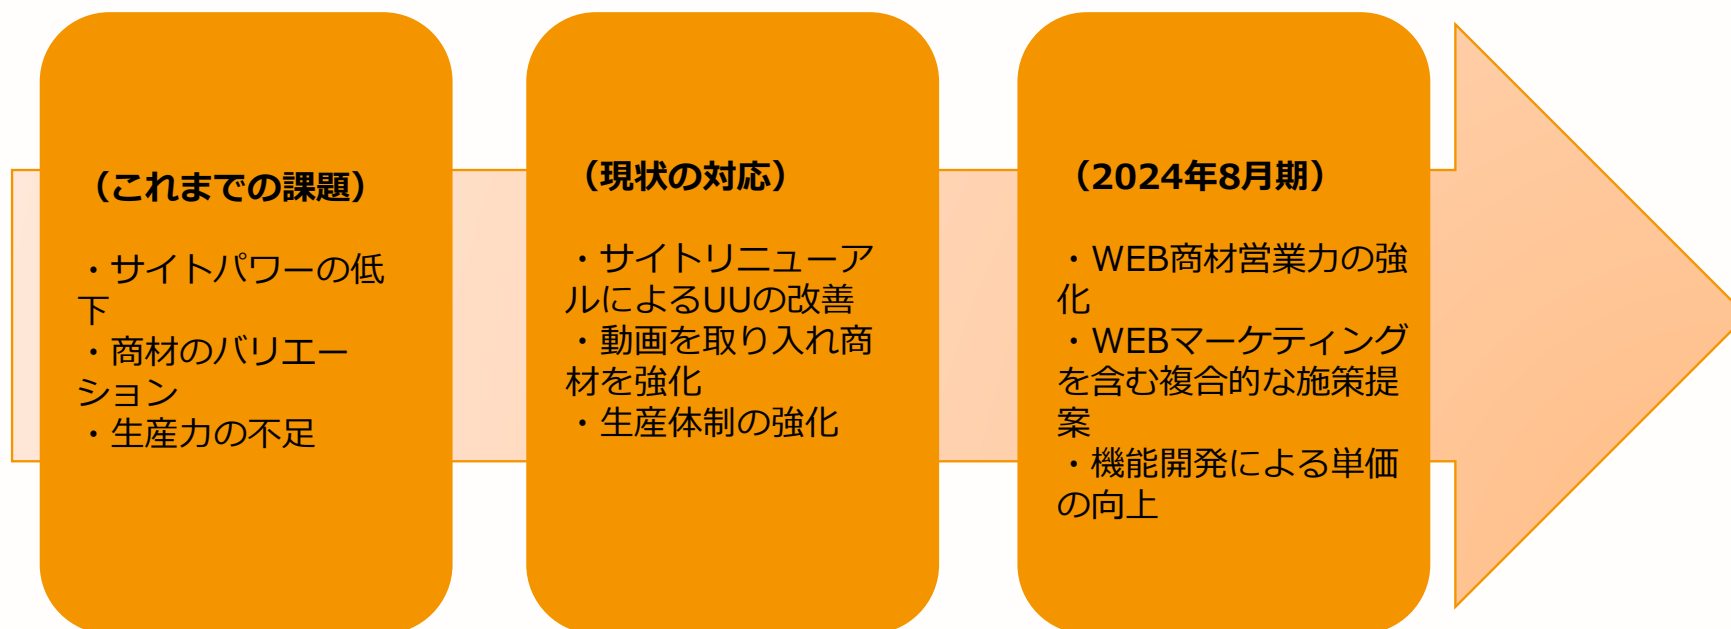 （これまでの課題）
・サイトパワーの低
下
・商材のバリエー
ション
・生産力の不足
（現状の対応）
・サイトリニューア
ルによるUUの改善
・動画を取り入れ商
材を強化
・生産体制の強化
（2024年8月期）
・WEB商材営業力の強
化
・WEBマーケティング
を含む複合的な施策提
案
・機能開発による単価
の向上